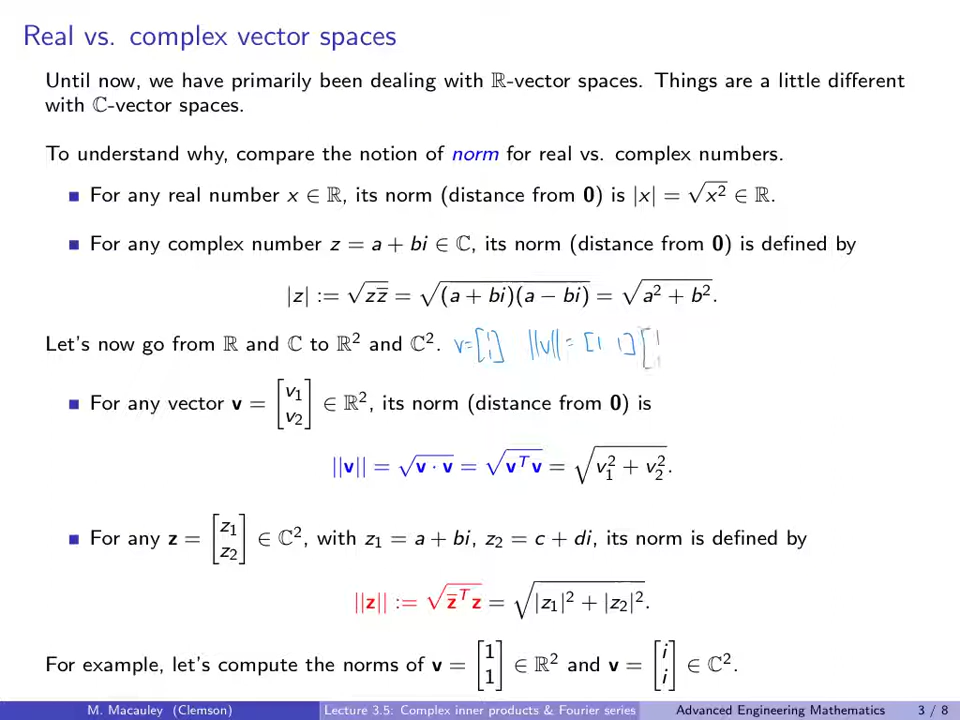 Real vs. complex vector spaces
Until now, we have primarily been dealing with ℝ-vector spaces. Things are a little different
with ℂ-vector spaces.
To understand why, compare the notion of norm for real vs. complex numbers.
■ For any real number x ∈ ℝ, its norm (distance from 0) is |x| = √x² ∈ ℝ.
■ For any complex number z = a + bi ∈ ℂ, its norm (distance from 0) is defined by
|z| := √(z z̄) = √((a + bi)(a − bi)) = √(a² + b²).
Let's now go from ℝ and ℂ to ℝ² and ℂ². v=[1 1] ||v|| = [1 1][1
■ For any vector v = [v₁ v₂] ∈ ℝ², its norm (distance from 0) is
||v|| = √(v · v) = √(vᵀv) = √(v₁² + v₂²).
■ For any z = [z₁ z₂] ∈ ℂ², with z₁ = a + bi, z₂ = c + di, its norm is defined by
||z|| := √(z̄ᵀz) = √(|z₁|² + |z₂|²).
For example, let's compute the norms of v = [1 1] ∈ ℝ² and v = [i i] ∈ ℂ².
M. Macauley (Clemson) Lecture 3.5: Complex inner products & Fourier series Advanced Engineering Mathematics 3 / 8